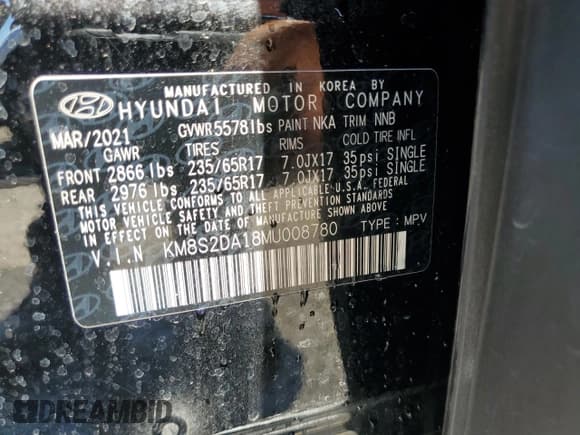 MANUFACTURED IN KOREA BY
HYUNDAI MOTOR COMPANY
MAR/2021 GVWR5578lbs PAINT NKA TRIM NNB
GAWR TIRES RIMS COLD TIRE INFL
FRONT 2866 lbs 235/65R17 7.0JX17 35psi SINGLE
REAR 2976 lbs 235/65R17 7.0JX17 35psi SINGLE
THIS VEHICLE CONFORMS TO ALL APPLICABLE U.S.A. FEDERAL
MOTOR VEHICLE SAFETY AND THEFT PREVENTION STANDARDS
IN EFFECT ON THE DATE OF MANUFACTURE SHOWN ABOVE.
V.I.N KM8S2DA18MU008780 TYPE : MPV
DREAMBID